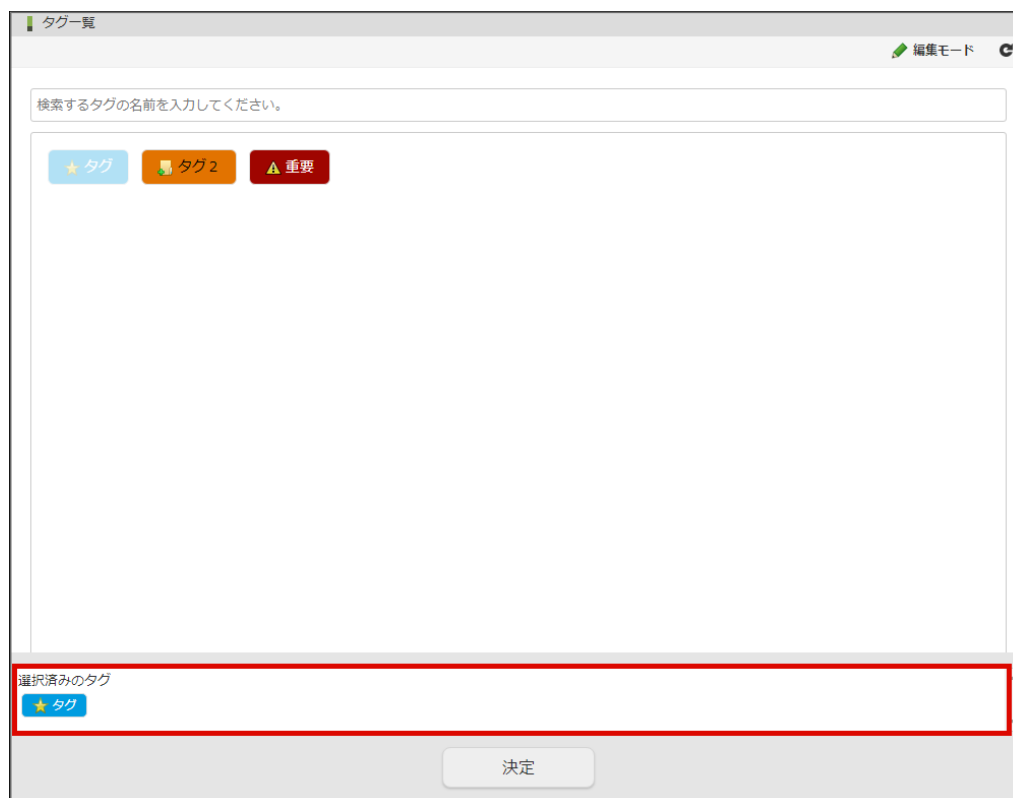 タグ一覧
編集モード
検索するタグの名前を入力してください。
タグ タグ2 重要
選択済みのタグ
タグ
決定